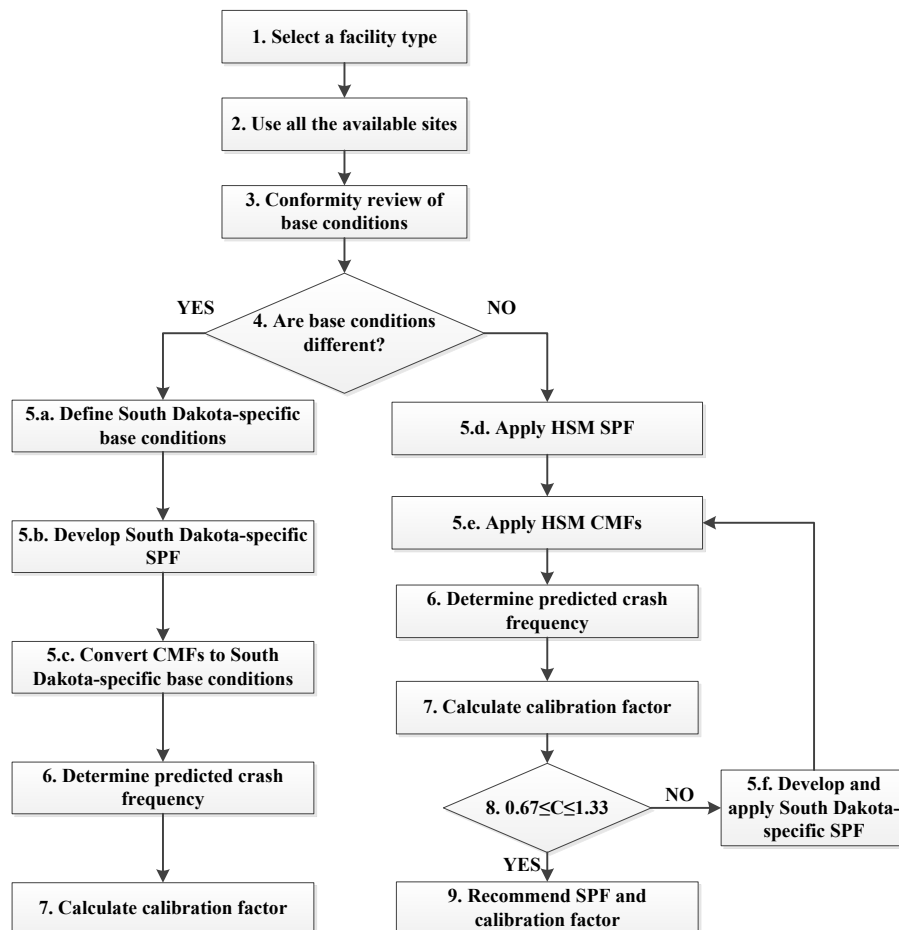 1. Select a facility type
2. Use all the available sites
3. Conformity review of
base conditions
YES
NO
4. Are base conditions
different?
5.a. Define South Dakota-specific
base conditions
5.b. Develop South Dakota-specific
SPF
5.c. Convert CMFs to South
Dakota-specific base conditions
6. Determine predicted crash
frequency
7. Calculate calibration factor
5.d. Apply HSM SPF
5.e. Apply HSM CMFs
6. Determine predicted crash
frequency
7. Calculate calibration factor
8. 0.67≤C≤1.33
NO
5.f. Develop and
apply South Dakota-
specific SPF
YES
9. Recommend SPF and
calibration factor